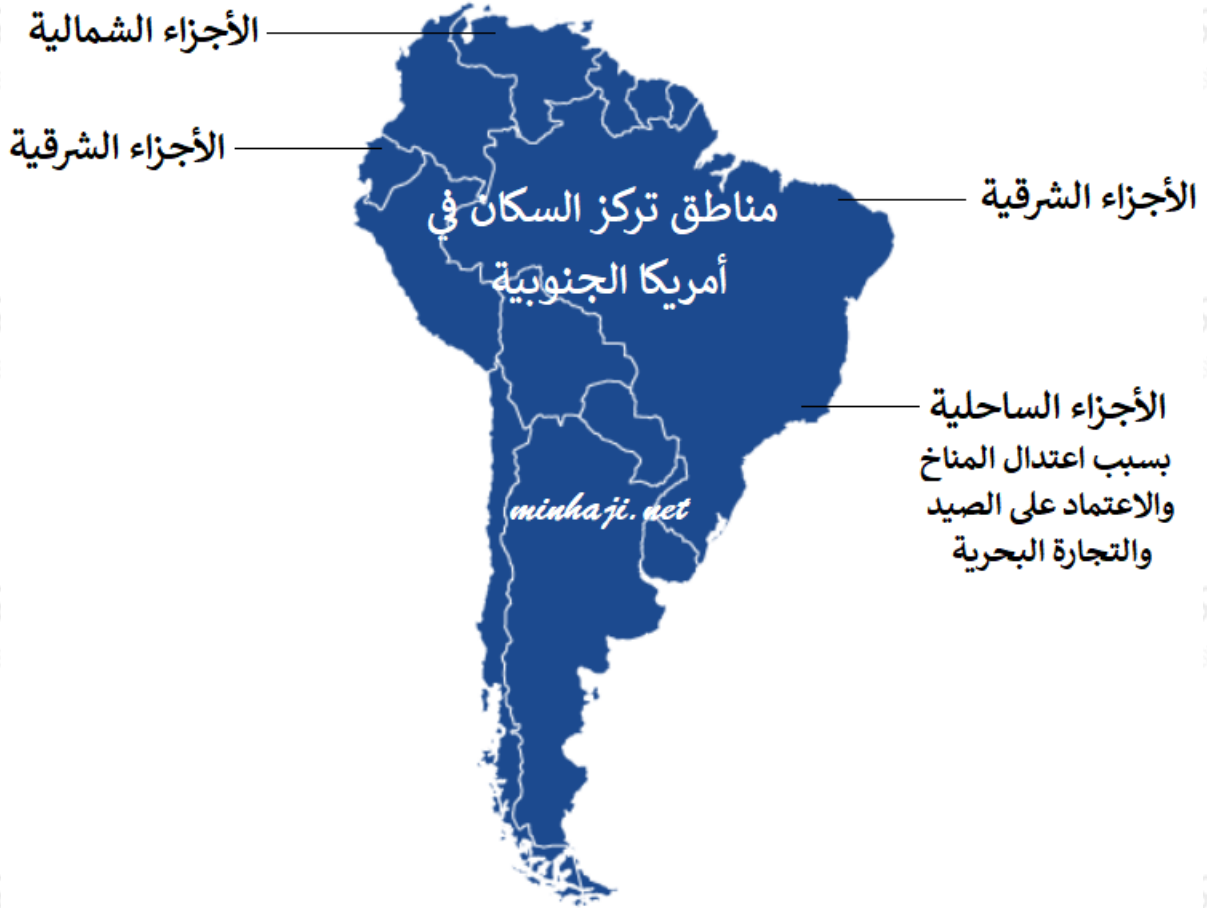 الأجزاء الشمالية
الأجزاء الشرقية
الأجزاء الشرقية
مناطق تركز السكان في
أمريكا الجنوبية
الأجزاء الساحلية
بسبب اعتدال المناخ
والاعتماد على الصيد
والتجارة البحرية
minhaji.net